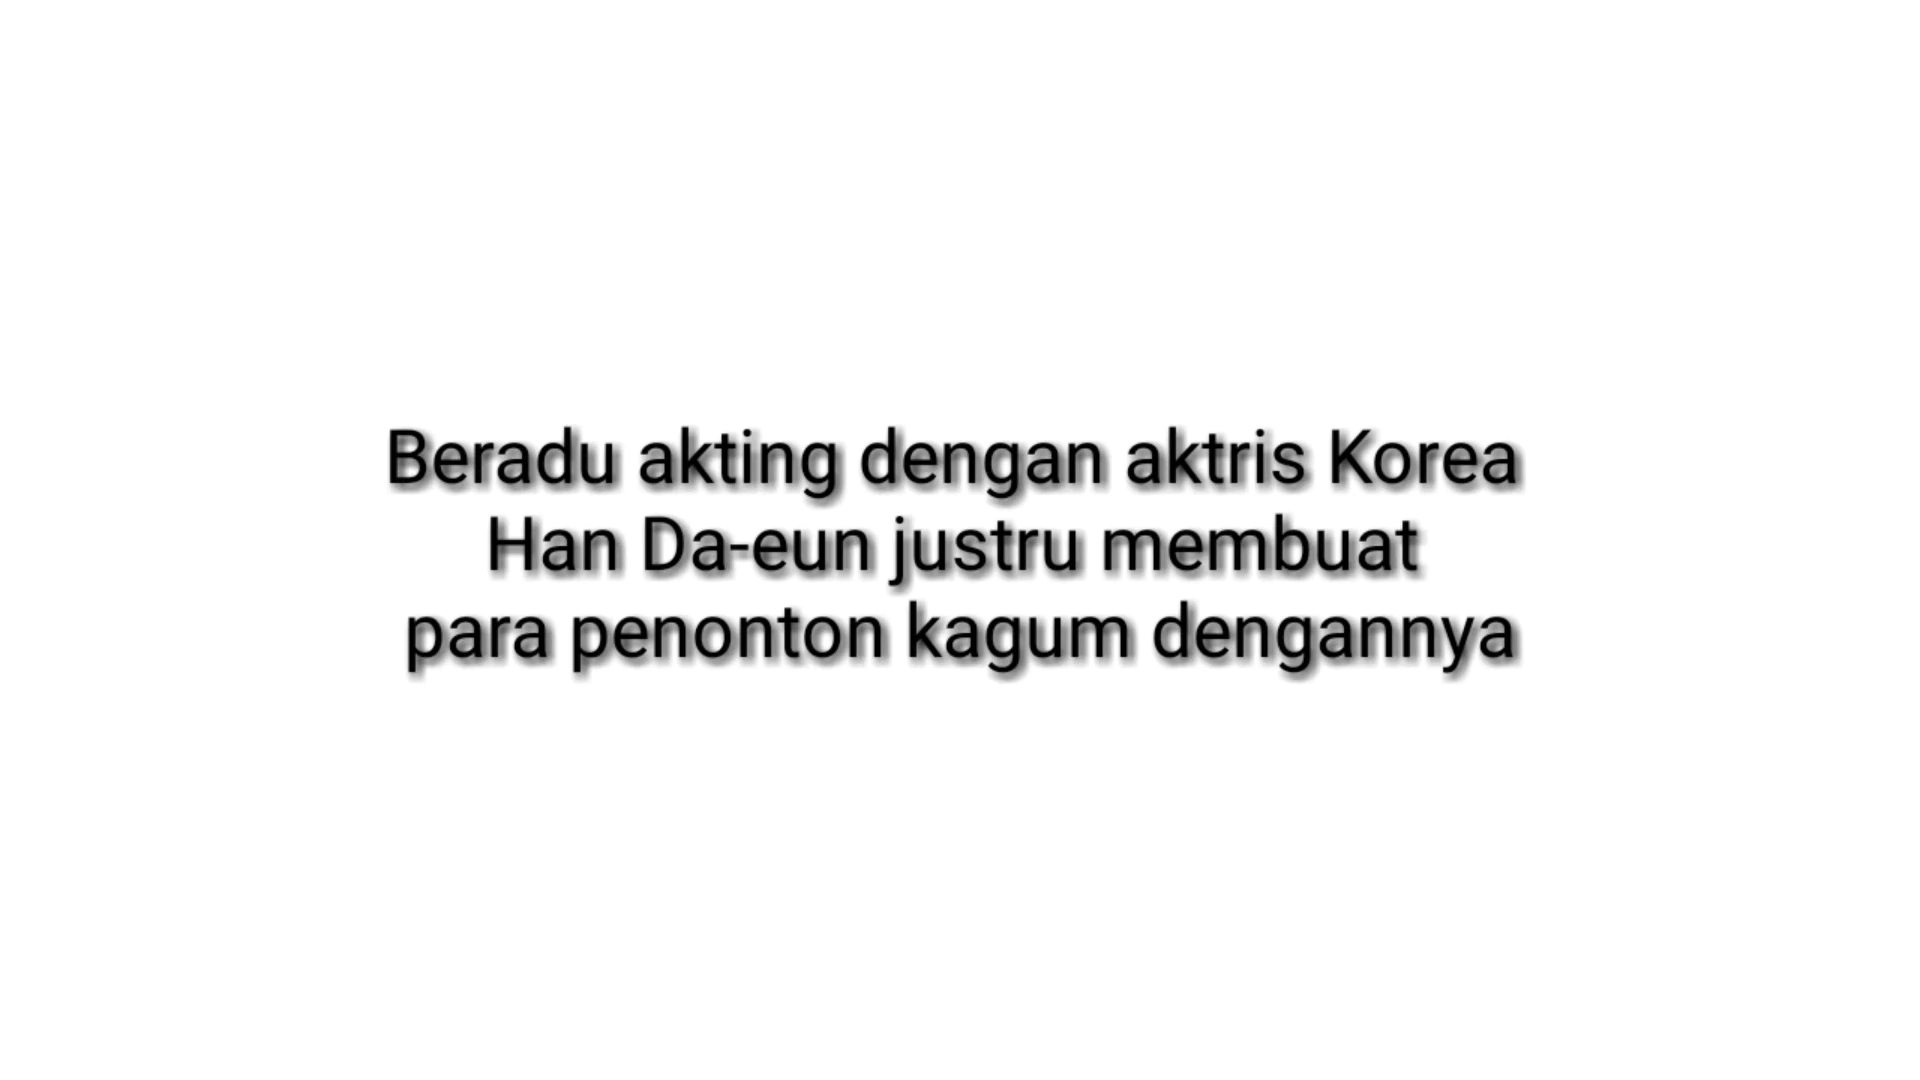 Beradu akting dengan aktris Korea
Han Da-eun justru membuat
para penonton kagum dengannya